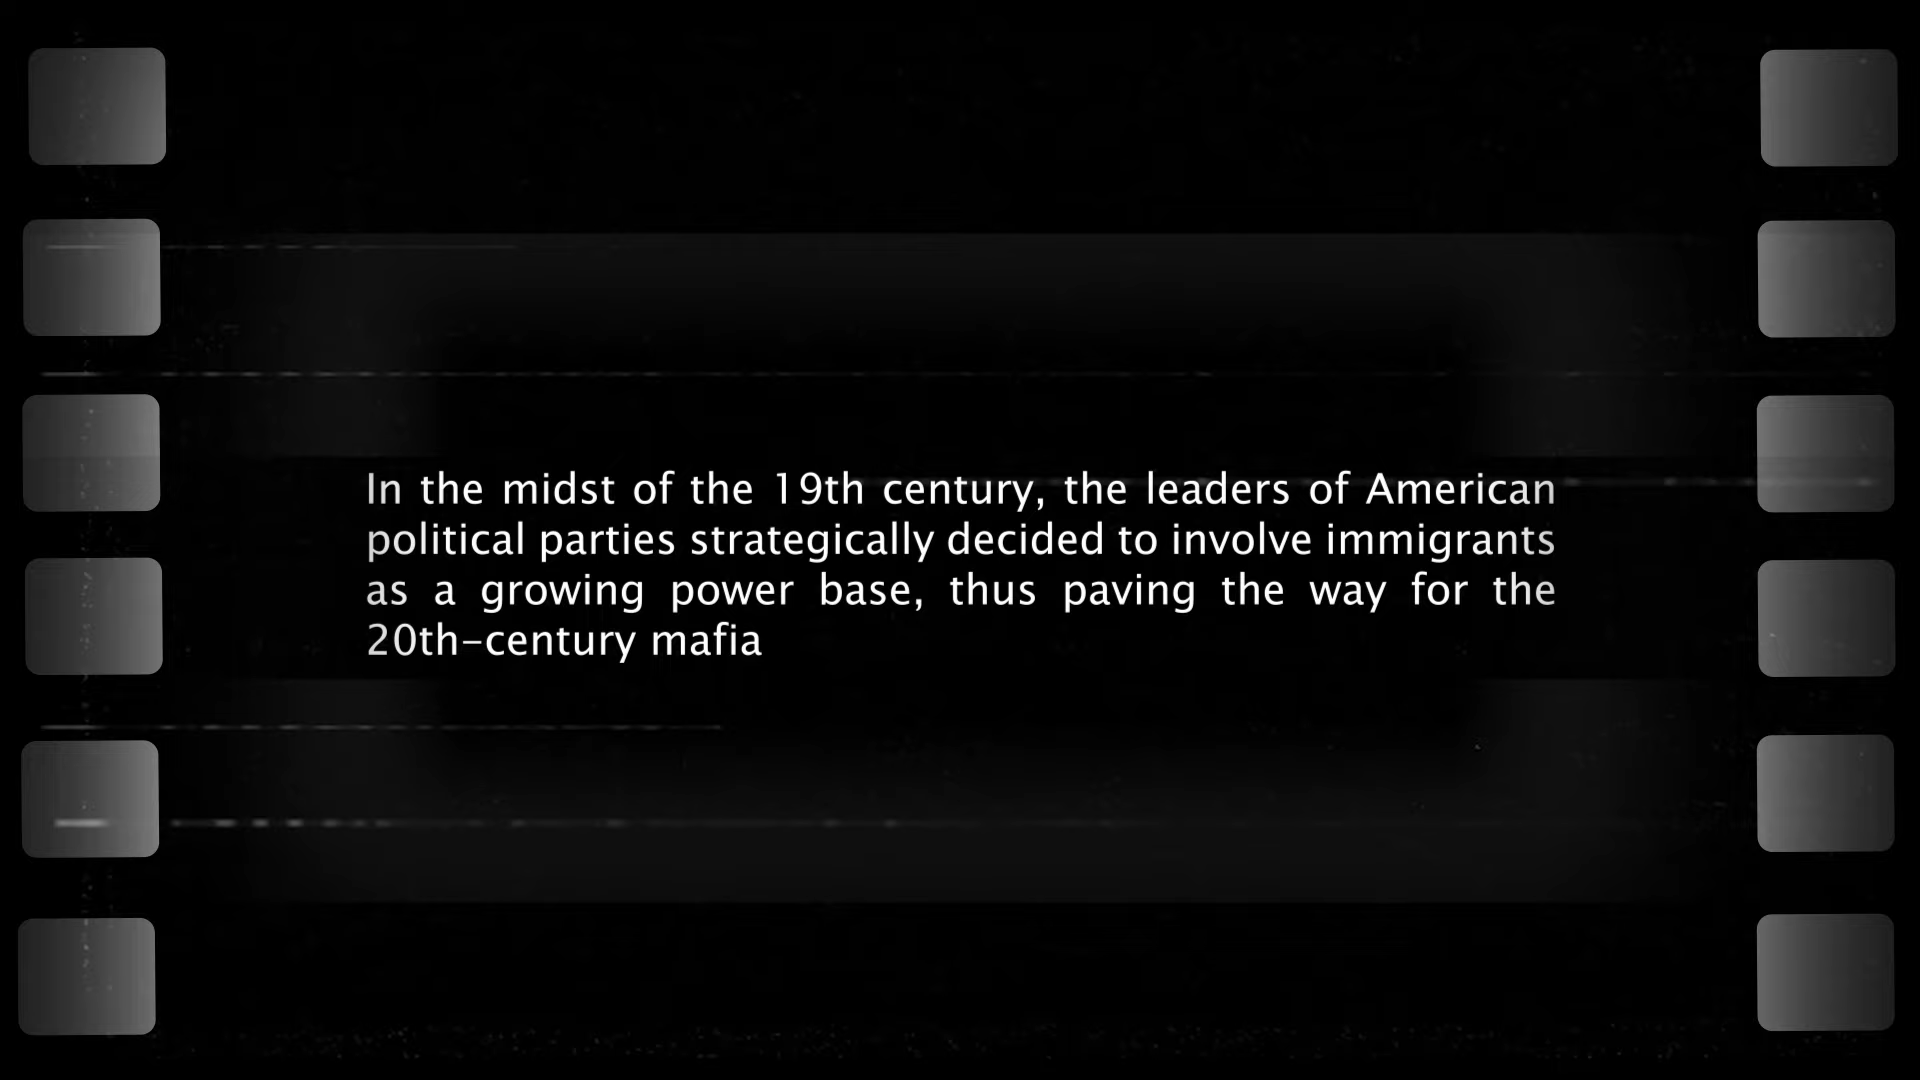 In the midst of the 19th century, the leaders of American
political parties strategically decided to involve immigrants
as a growing power base, thus paving the way for the
20th-century mafia